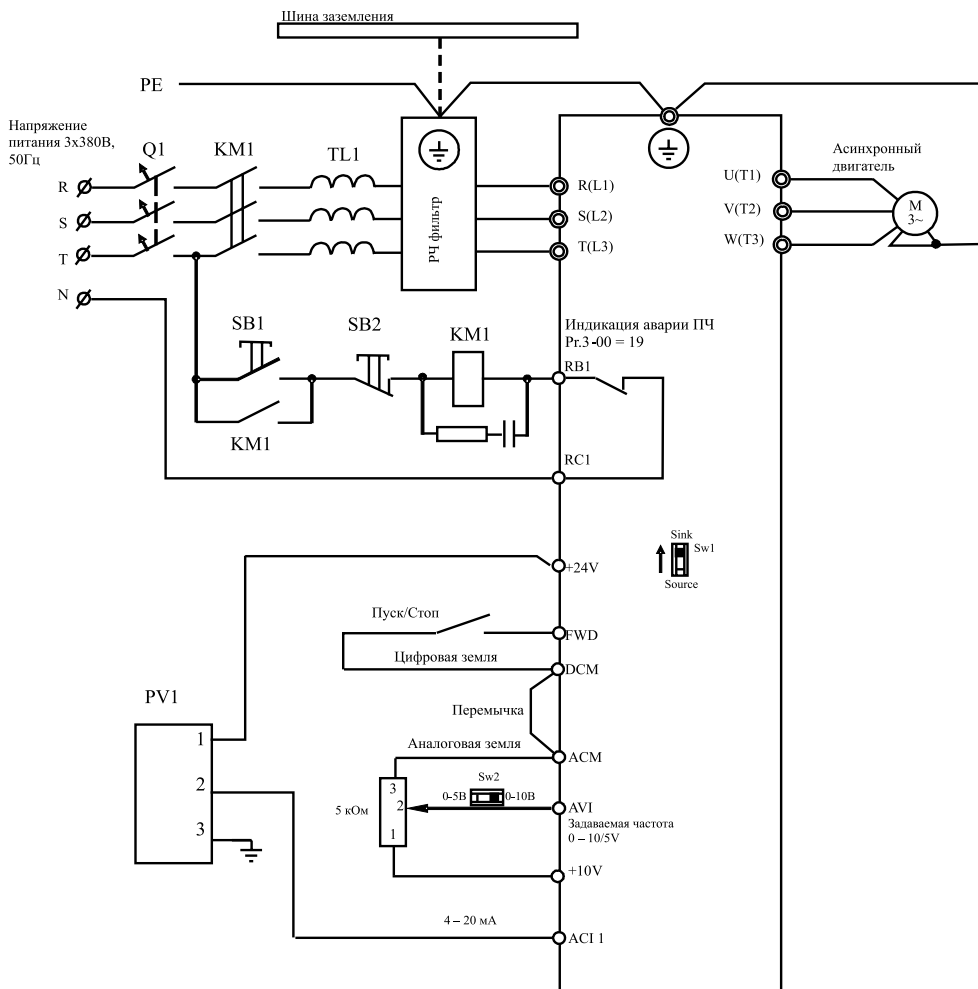 Шина заземления
PE
Напряжение
питания 3х380В,
50Гц
Q1
KM1
TL1
Асинхронный
двигатель
R
S
T
N
РЧ фильтр
R(L1)
S(L2)
T(L3)
U(T1)
V(T2)
W(T3)
M
3~
SB1
SB2
KM1
KM1
Индикация аварии ПЧ
Pr.3-00 = 19
RB1
RC1
Sink
Sw1
Source
+24V
Пуск/Стоп
FWD
Цифровая земля
DCM
PV1
1
2
3
Перемычка
Аналоговая земля
ACM
Sw2
0-5В
0-10В
5 кОм
3
2
1
AVI
Задаваемая частота
0 – 10/5V
+10V
4 – 20 мА
ACI 1